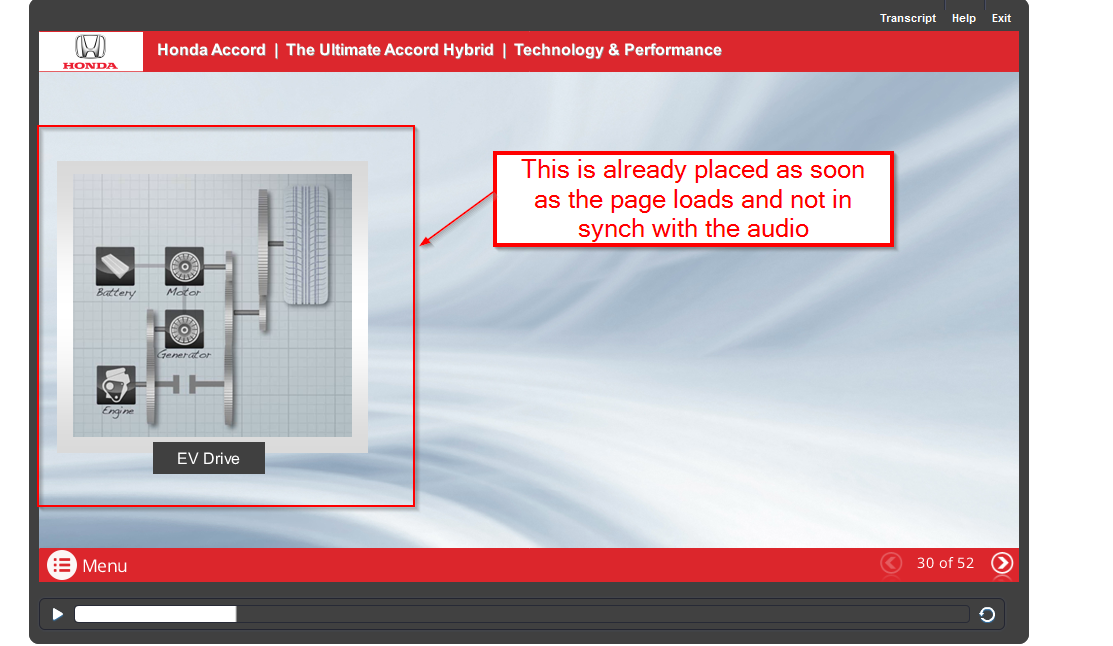 Transcript Help Exit
HONDA
Honda Accord | The Ultimate Accord Hybrid | Technology & Performance
This is already placed as soon
as the page loads and not in
synch with the audio
Battery Motor
Generator
Engine
EV Drive
Menu
30 of 52